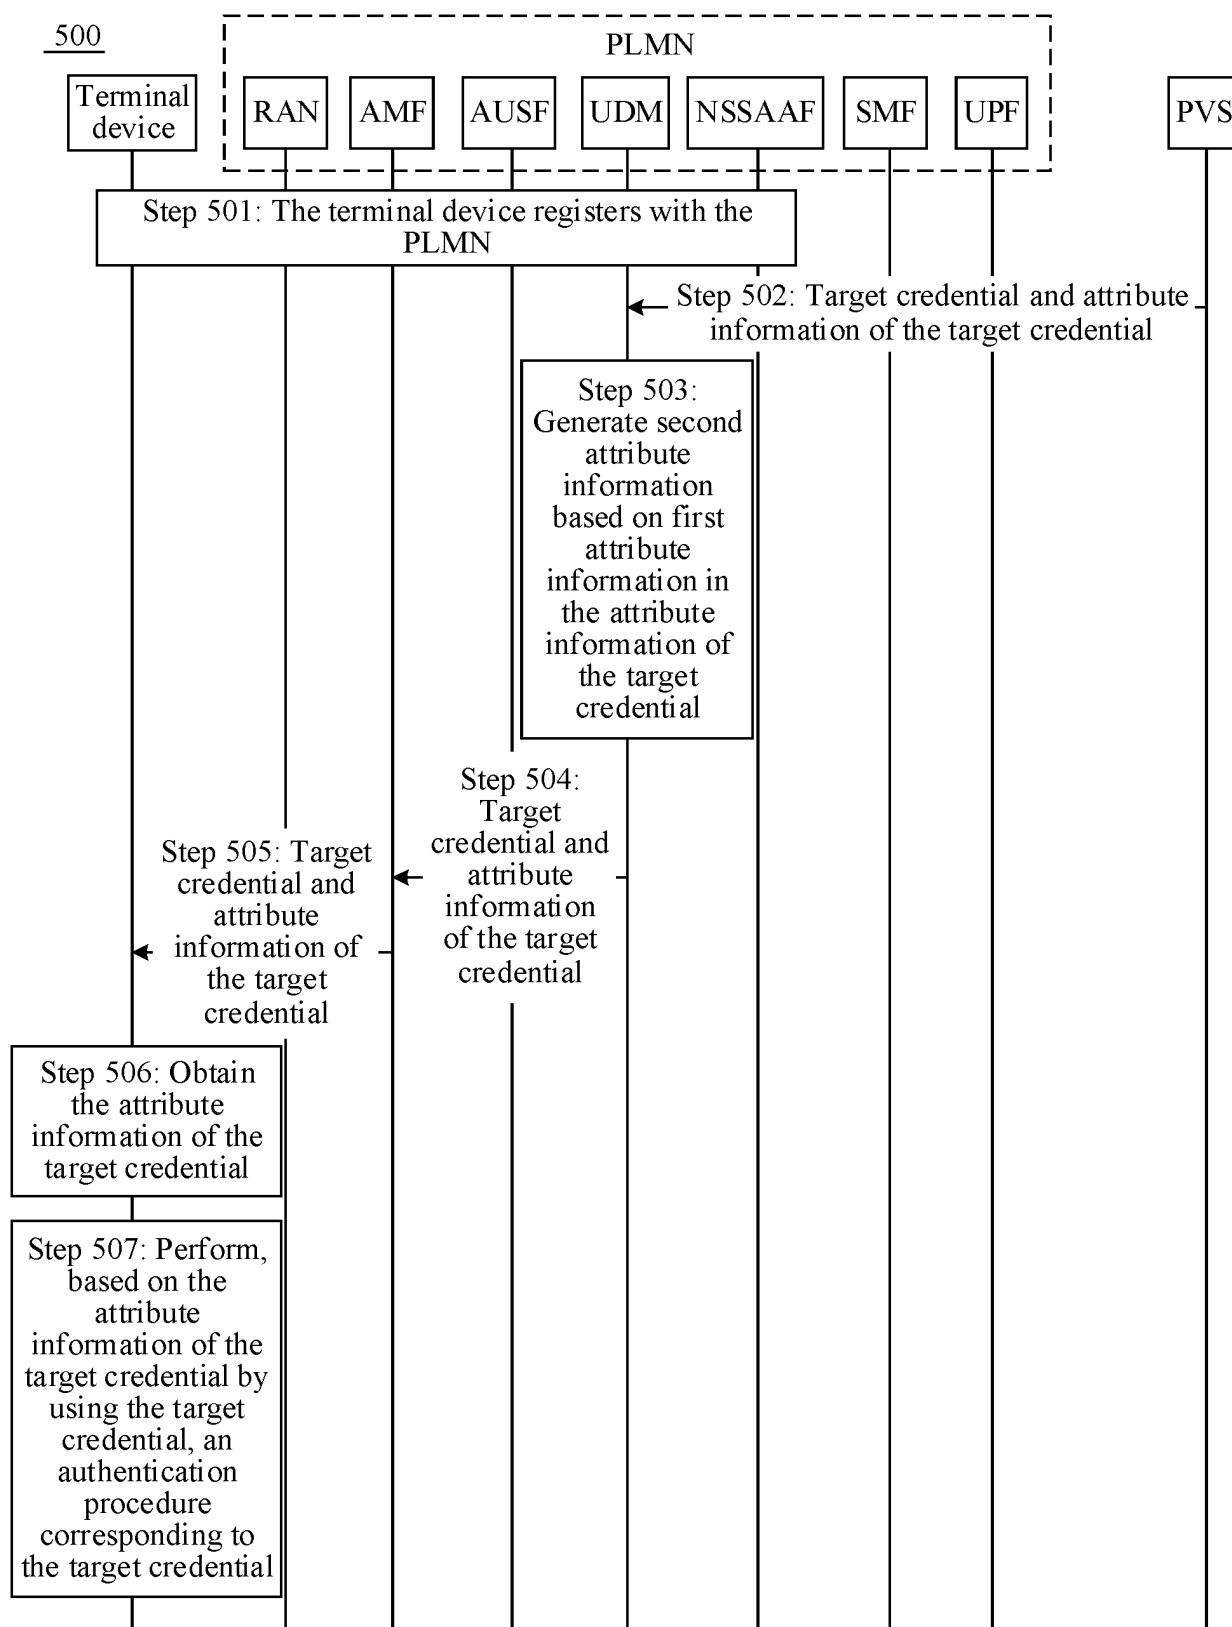 500
PLMN
Terminal
device
RAN
AMF
AUSF
UDM
NSSAAF
SMF
UPF
PVS
Step 501: The terminal device registers with the
PLMN
Step 502: Target credential and attribute
information of the target credential
Step 503:
Generate second
attribute
information
based on first
attribute
information in
the attribute
information of
the target
credential
Step 504:
Target
credential and
attribute
information
of the target
credential
Step 505: Target
credential and
attribute
information of
the target
credential
Step 506: Obtain
the attribute
information of the
target credential
Step 507: Perform,
based on the
attribute
information of the
target credential by
using the target
credential, an
authentication
procedure
corresponding to
the target credential